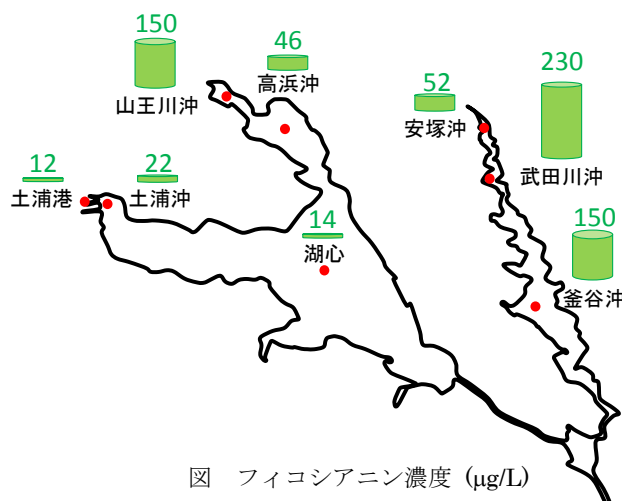 150
山王川沖
46
高浜沖
52
安塚沖
230
武田川沖
12
土浦港
22
土浦沖
14
湖心
150
釜谷沖
図 フィコシアニン濃度 (μg/L)